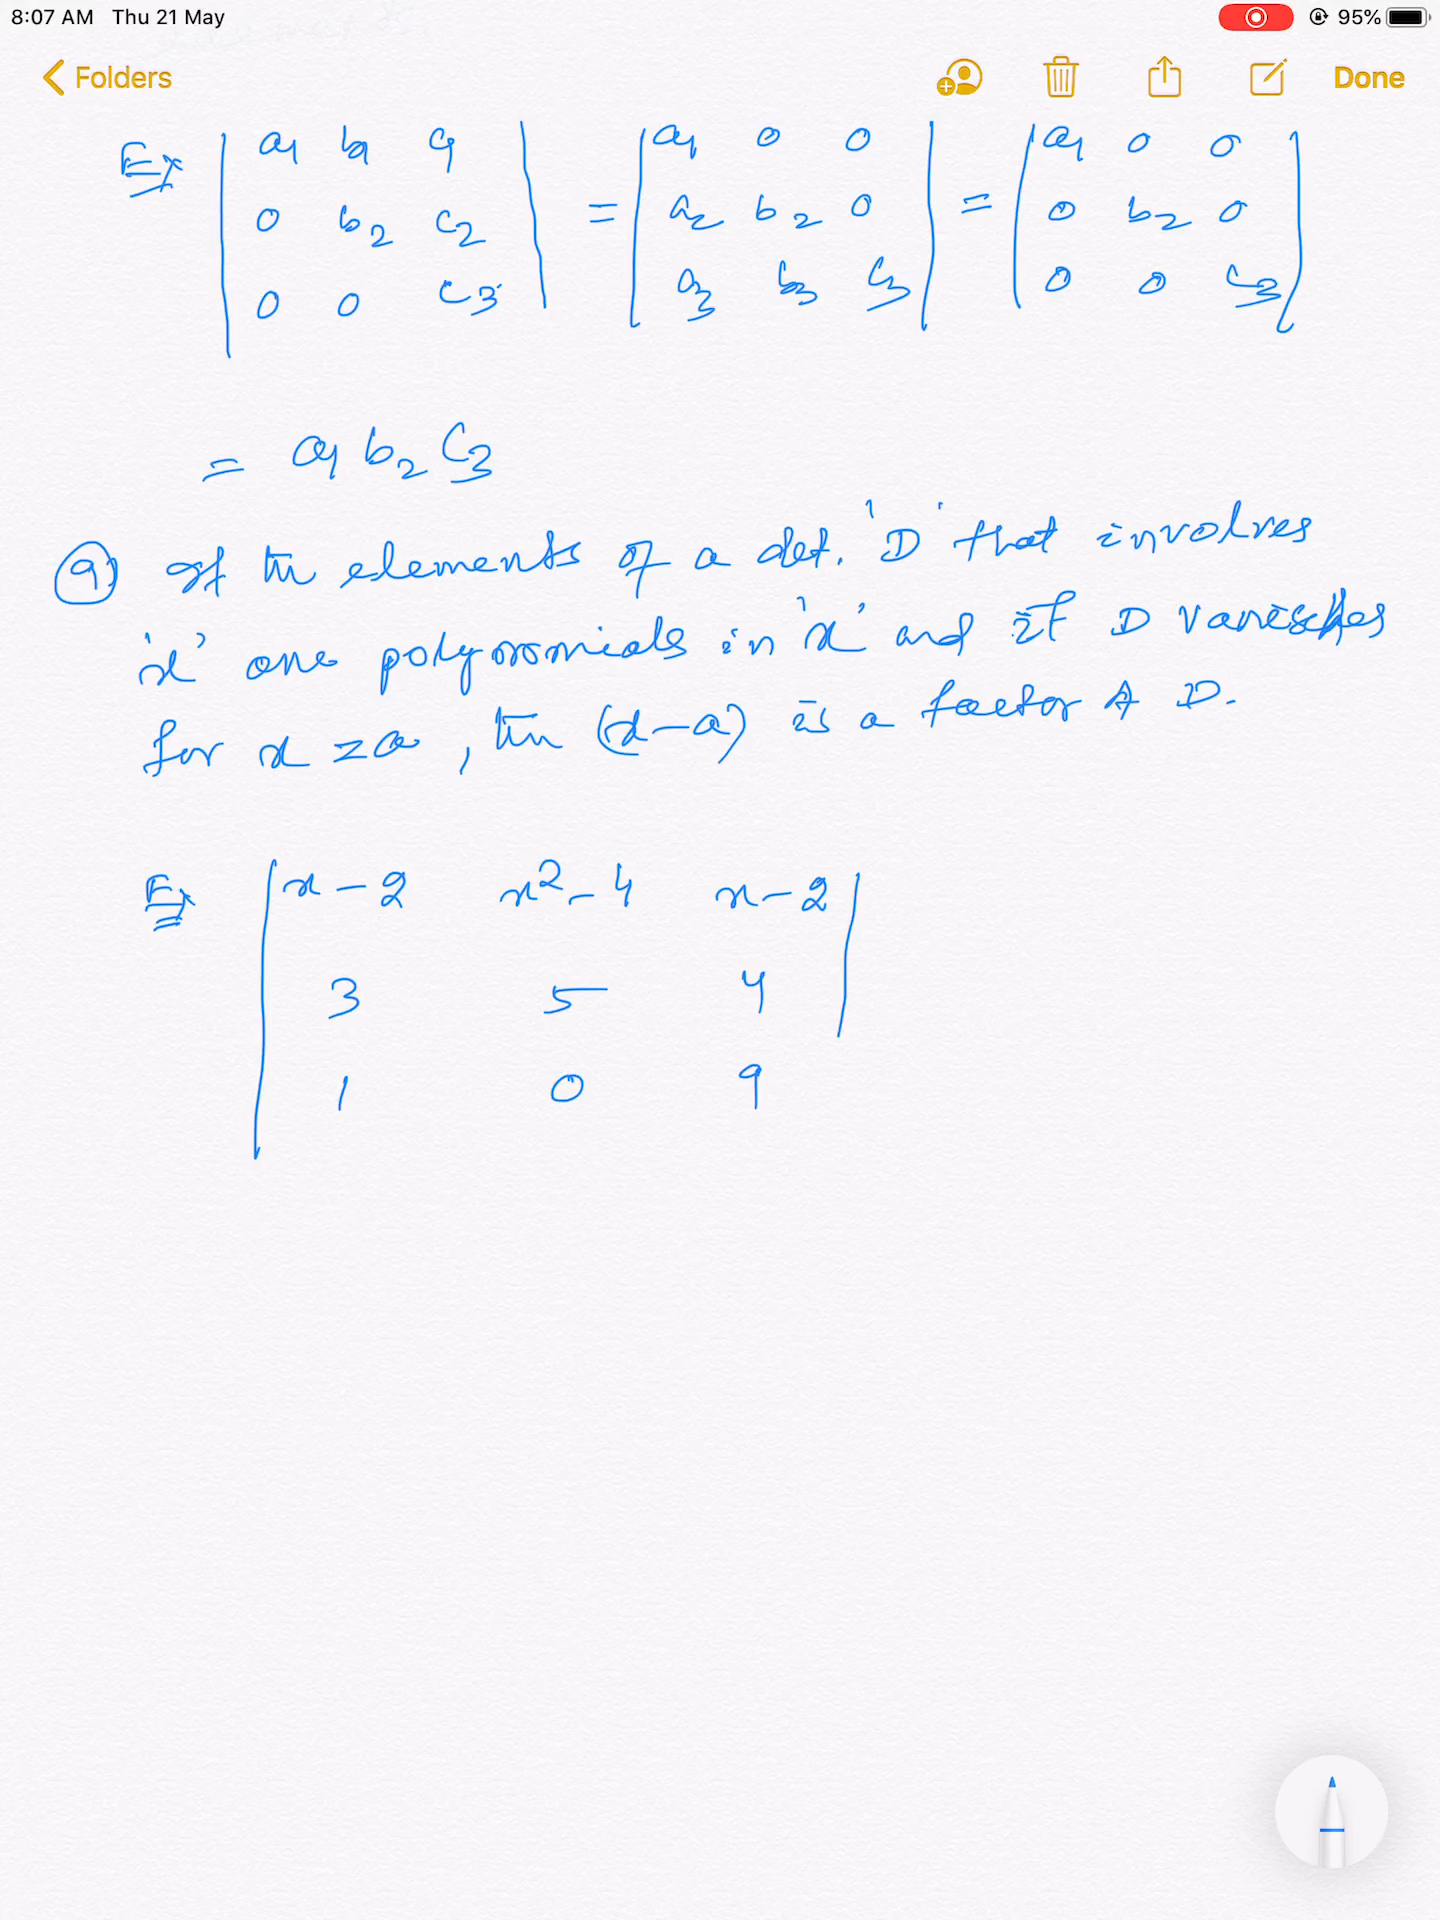 8:07 AM Thu 21 May 95%
Folders Done
Ex | a1 b1 c1 | = | a1 0 0 | = | a1 0 0 |
| 0 b2 c2 | | a2 b2 0 | | 0 b2 0 |
| 0 0 c3 | | a3 b3 c3 | | 0 0 c3 |
= a1 b2 c3
9) If the elements of a det. 'D' that involves
'x' are polynomials in 'x' and if D vanishes
for x = a, then (x-a) is a factor of D.
Ex | x-2 x²-4 x-2 |
| 3 5 4 |
| 1 0 9